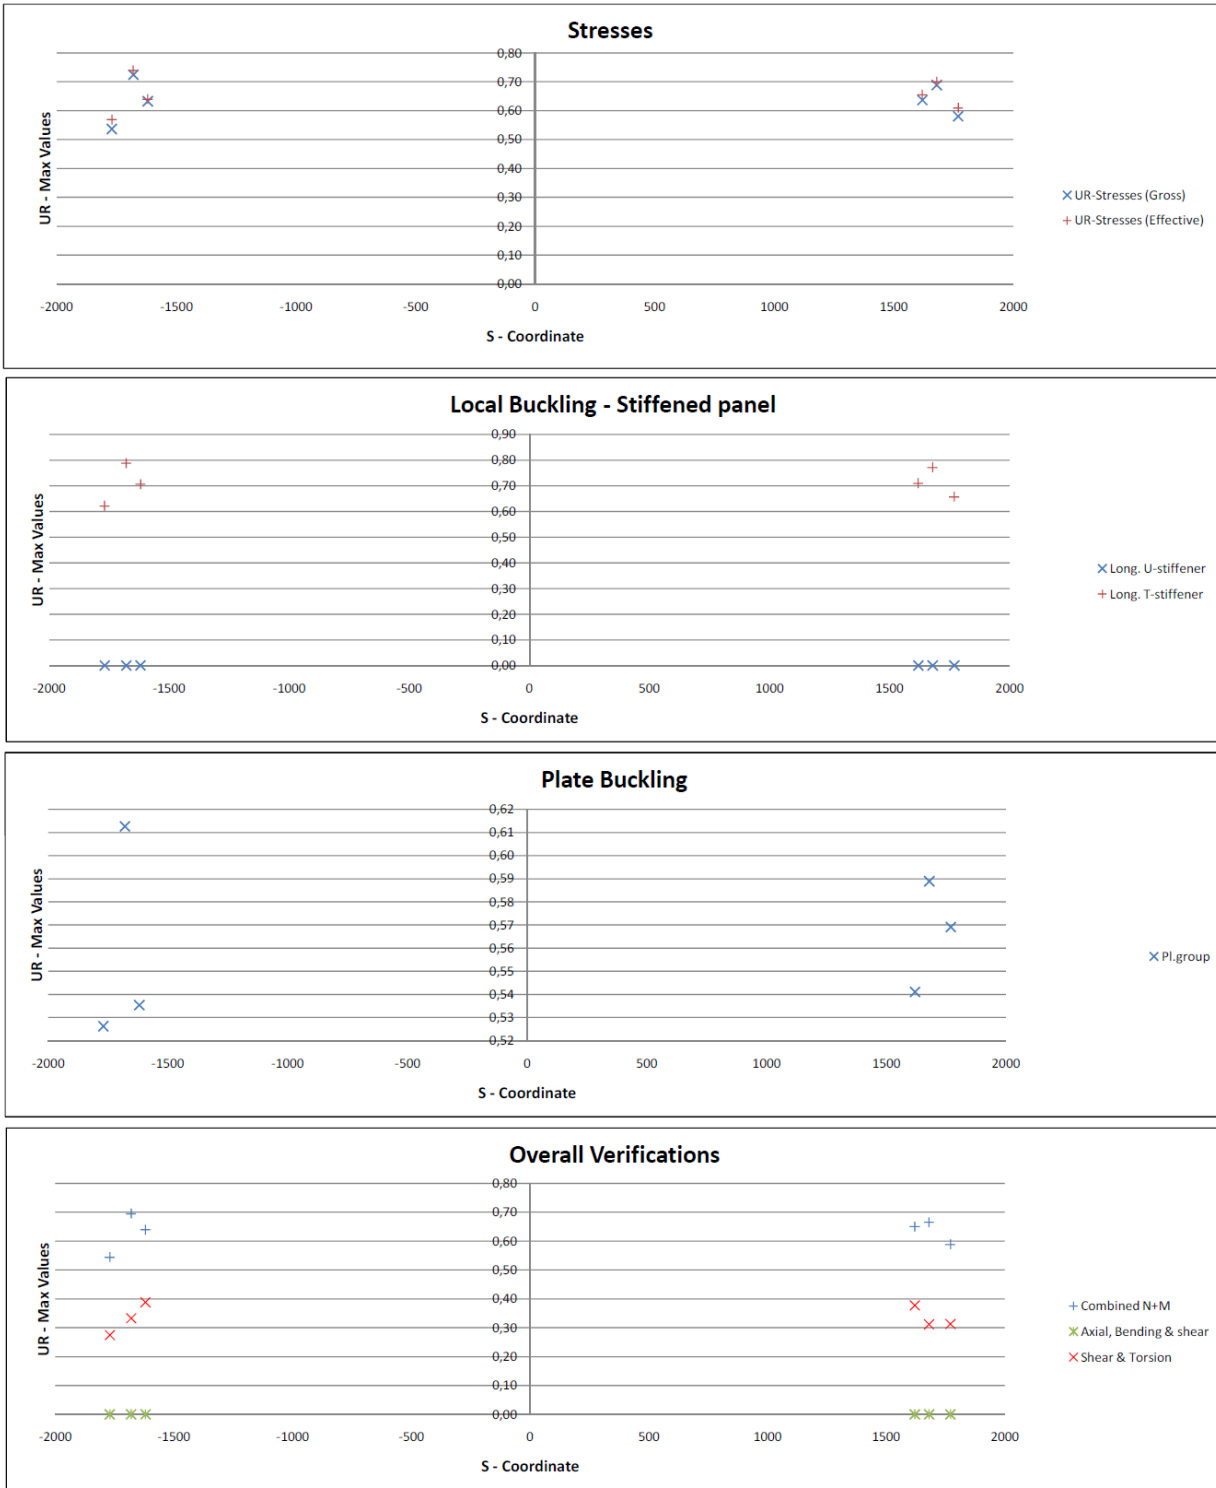 Stresses
UR - Max Values
0,80
0,70
0,60
0,50
0,40
0,30
0,20
0,10
0,00
-2000 -1500 -1000 -500 0 500 1000 1500 2000
S - Coordinate
UR-Stresses (Gross)
UR-Stresses (Effective)
Local Buckling - Stiffened panel
UR - Max Values
0,90
0,80
0,70
0,60
0,50
0,40
0,30
0,20
0,10
0,00
-2000 -1500 -1000 -500 0 500 1000 1500 2000
S - Coordinate
Long. U-stiffener
Long. T-stiffener
Plate Buckling
UR - Max Values
0,62
0,61
0,60
0,59
0,58
0,57
0,56
0,55
0,54
0,53
0,52
-2000 -1500 -1000 -500 0 500 1000 1500 2000
S - Coordinate
Pl.group
Overall Verifications
UR - Max Values
0,80
0,70
0,60
0,50
0,40
0,30
0,20
0,10
0,00
-2000 -1500 -1000 -500 0 500 1000 1500 2000
S - Coordinate
Combined N+M
Axial, Bending & shear
Shear & Torsion